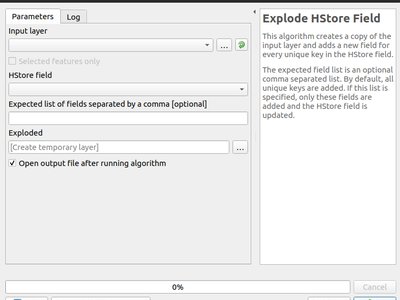 Parameters
Log
Input layer
...
Selected features only
HStore field
Expected list of fields separated by a comma [optional]
Exploded
[Create temporary layer]
...
Open output file after running algorithm
Explode HStore Field
This algorithm creates a copy of the
input layer and adds a new field for
every unique key in the HStore field.
The expected field list is an optional
comma separated list. By default, all
unique keys are added. If this list is
specified, only these fields are
added and the HStore field is
updated.
0%
Cancel